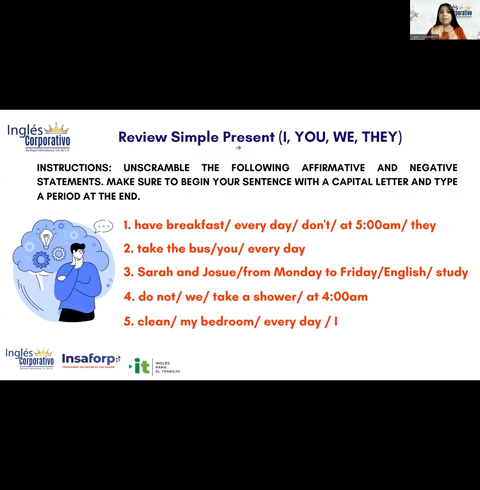 Inglés
Corporativo
Review Simple Present (I, YOU, WE, THEY)
INSTRUCTIONS: UNSCRAMBLE THE FOLLOWING AFFIRMATIVE AND NEGATIVE
STATEMENTS. MAKE SURE TO BEGIN YOUR SENTENCE WITH A CAPITAL LETTER AND TYPE
A PERIOD AT THE END.
1. have breakfast/ every day/ don't/ at 5:00am/ they
2. take the bus/you/ every day
3. Sarah and Josue/from Monday to Friday/English/ study
4. do not/ we/ take a shower/ at 4:00am
5. clean/ my bedroom/ every day / I
Inglés
Corporativo
Insaforp
it
INGLÉS
PARA
EL TRABAJO